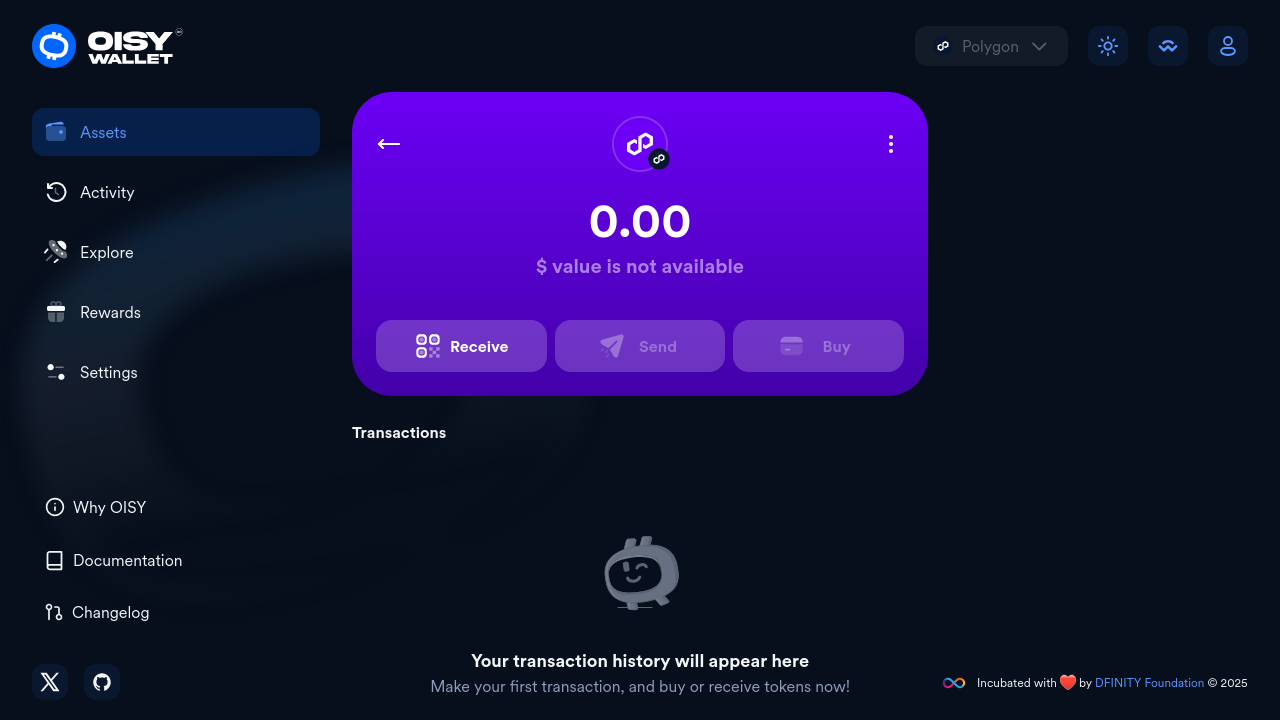 OISY
WALLET
Polygon
Assets
Activity
Explore
Rewards
Settings
0.00
$ value is not available
Receive
Send
Buy
Transactions
Why OISY
Documentation
Changelog
Your transaction history will appear here
Make your first transaction, and buy or receive tokens now!
Incubated with ❤️ by DFINITY Foundation © 2025